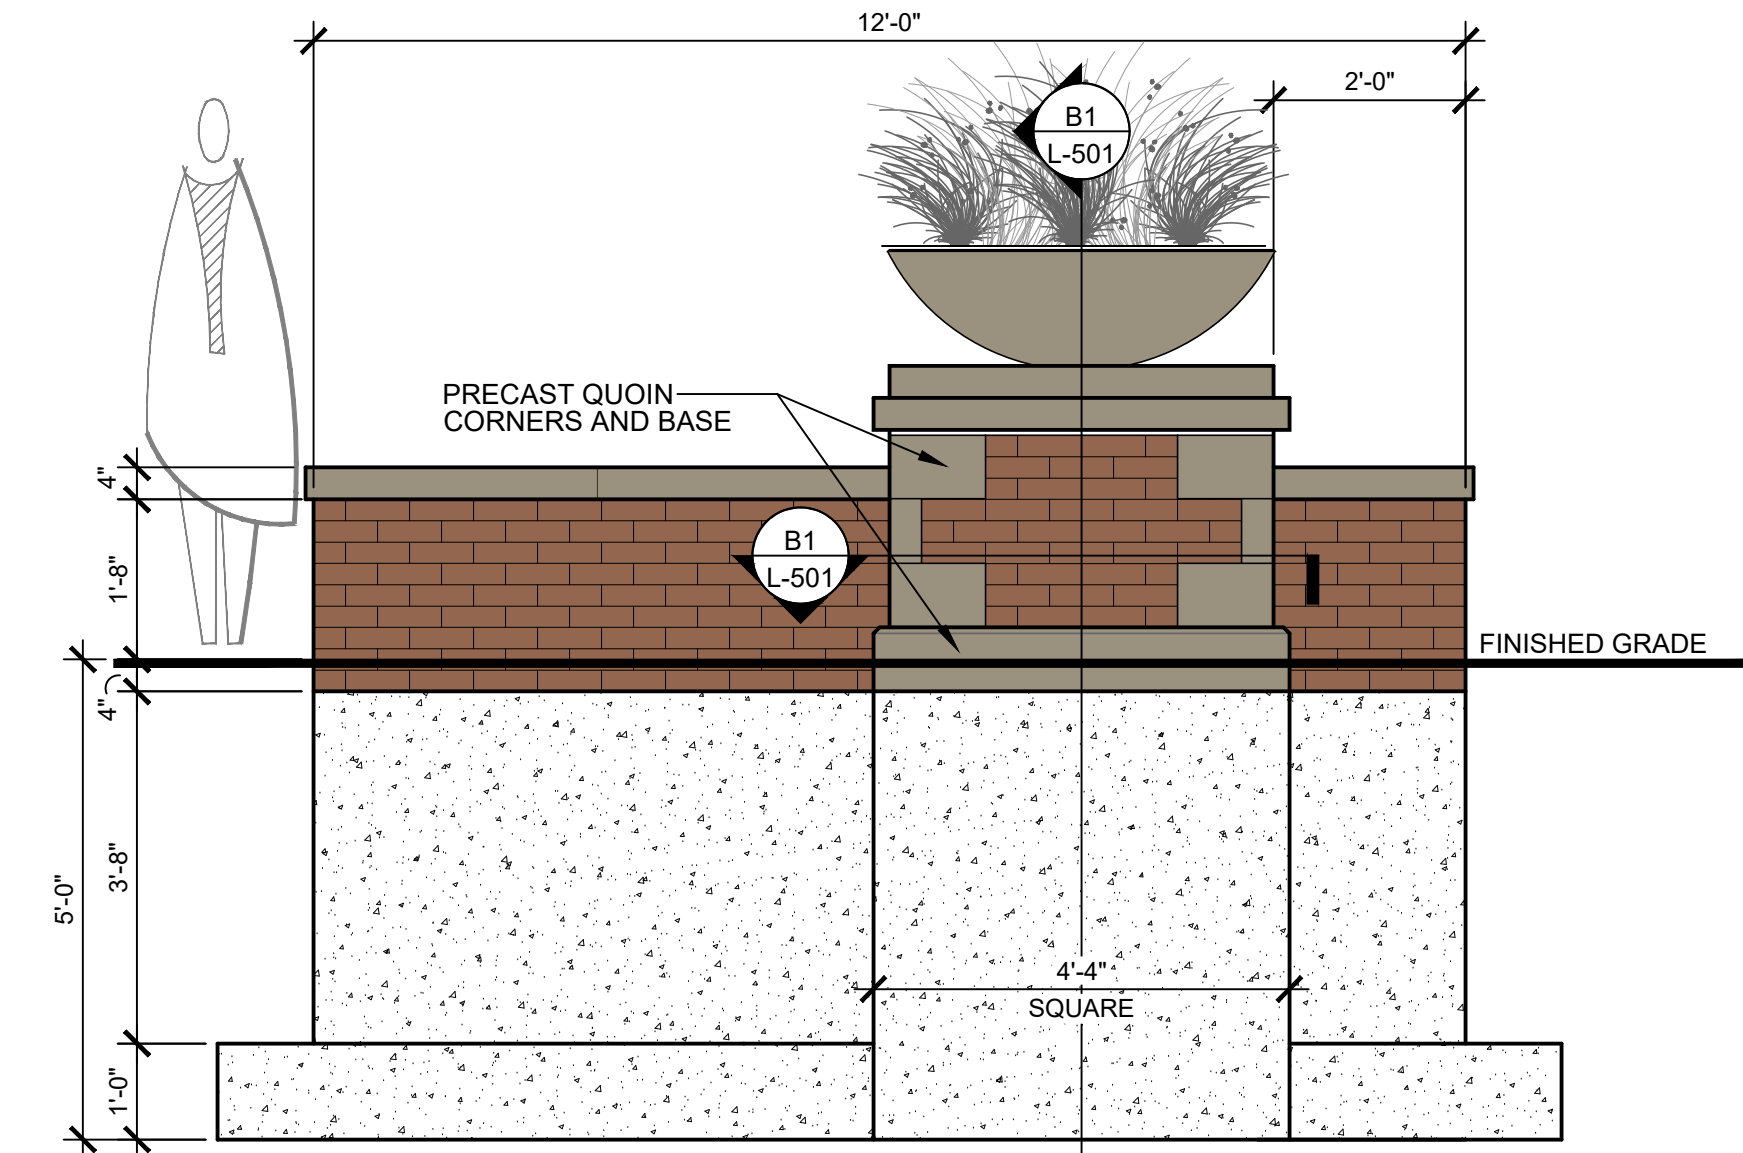 12'-0"
2'-0"
B1
L-501
PRECAST QUOIN
CORNERS AND BASE
4"
1'-8"
B1
L-501
FINISHED GRADE
4"
3'-8"
5'-0"
4'-4"
SQUARE
1'-0"